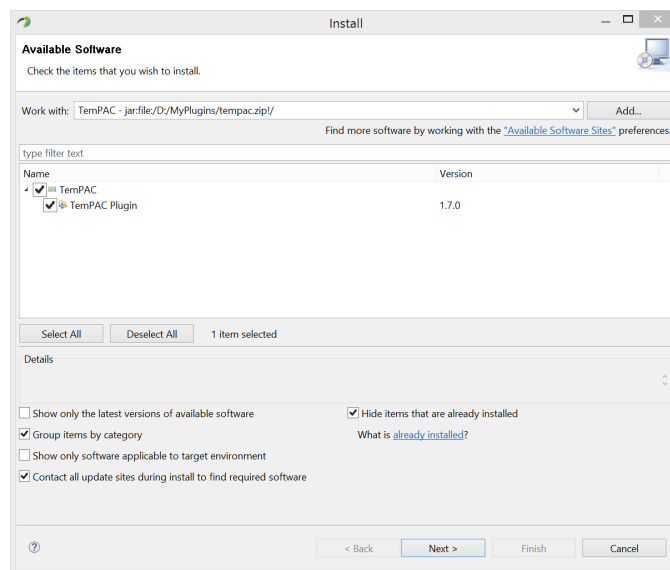 Install
Available Software
Check the items that you wish to install.
Work with: TemPAC - jar:file:/D:/MyPlugins/tempac.zip!/ Add...
Find more software by working with the "Available Software Sites" preferences.
type filter text
Name Version
TemPAC
TemPAC Plugin 1.7.0
Select All Deselect All 1 item selected
Details
Show only the latest versions of available software Hide items that are already installed
Group items by category What is already installed?
Show only software applicable to target environment
Contact all update sites during install to find required software
? < Back Next > Finish Cancel